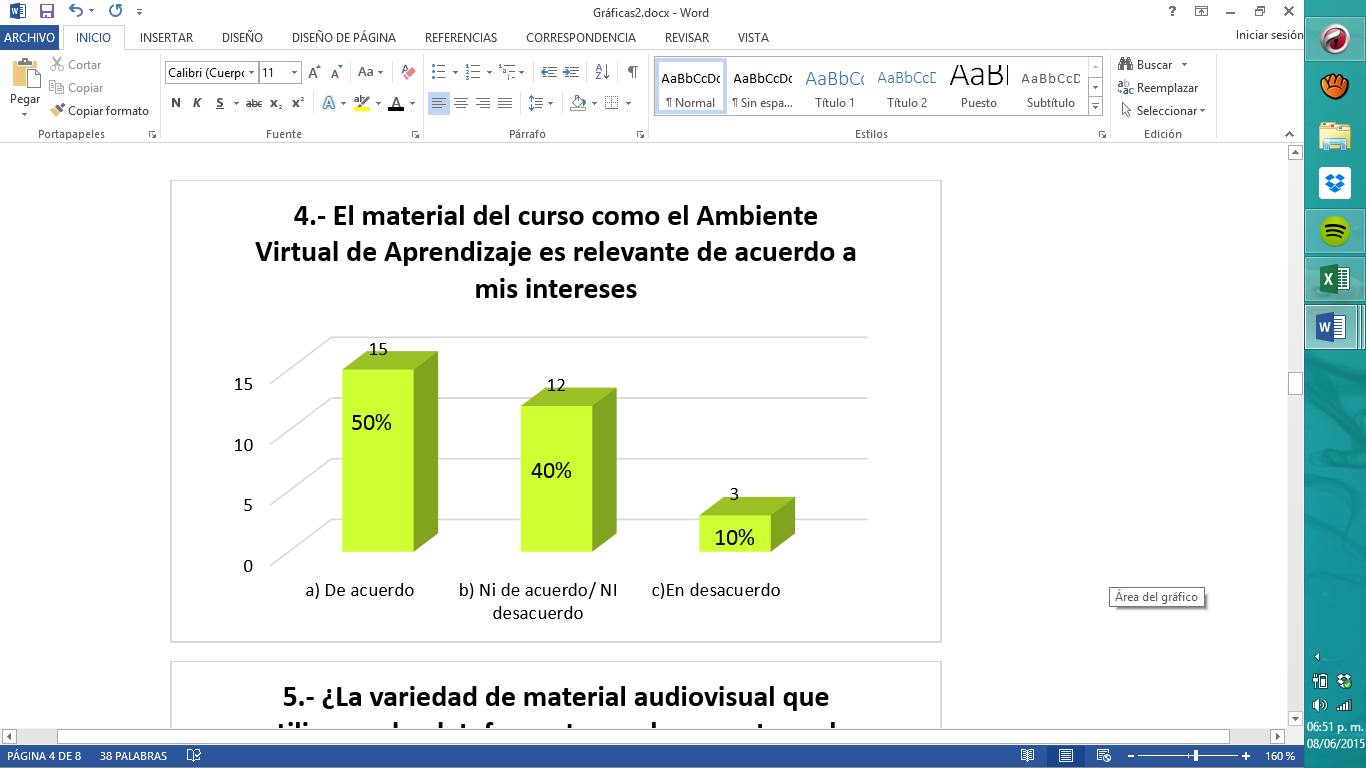 Gráficas2.docx - Word
ARCHIVO INICIO INSERTAR DISEÑO DISEÑO DE PÁGINA REFERENCIAS CORRESPONDENCIA REVISAR VISTA Iniciar sesión
Pegar
Cortar
Copiar
Copiar formato
Portapapeles
Calibri (Cuerpo 11
N K S abc x₂ x²
Fuente
Párrafo
AaBbCcDc AaBbCcDc AaBbCc AaBbCcD AaBl AaBbCcD
¶ Normal ¶ Sin espa... Título 1 Título 2 Puesto Subtítulo
Estilos
Buscar
Reemplazar
Seleccionar
Edición
4.- El material del curso como el Ambiente
Virtual de Aprendizaje es relevante de acuerdo a
mis intereses
15
10
5
0
15
50%
12
40%
3
10%
a) De acuerdo
b) Ni de acuerdo/ NI
desacuerdo
c)En desacuerdo
Área del gráfico
5.- ¿La variedad de material audiovisual que
PÁGINA 4 DE 8 38 PALABRAS 160 %
06:51 p. m.
08/06/2015